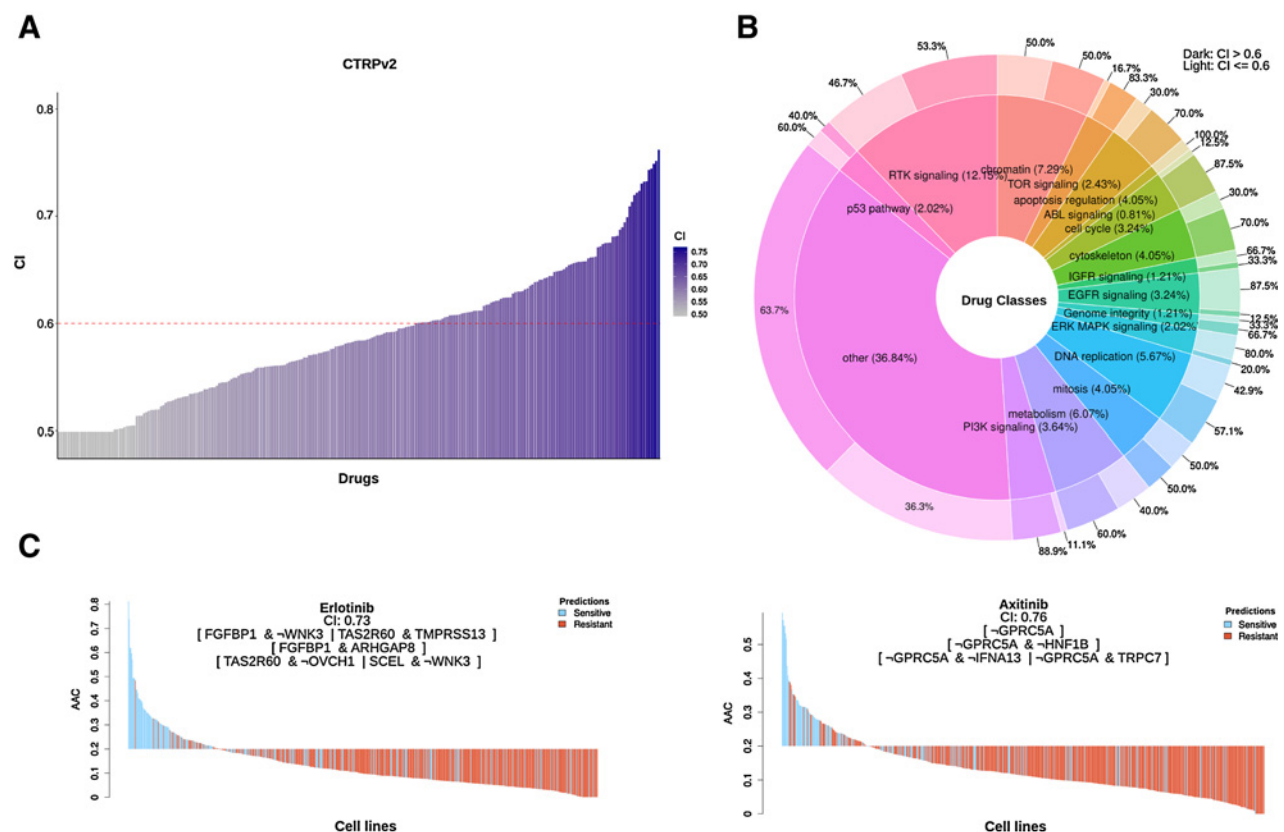 A
CTRPv2
0.8
0.7
0.6
0.5
CI
Drugs
CI
0.75
0.70
0.65
0.60
0.55
0.50
B
Dark: CI > 0.6
Light: CI <= 0.6
53.3%
50.0%
50.0%
16.7%
83.3%
30.0%
70.0%
100.0%
12.5%
87.5%
30.0%
70.0%
66.7%
33.3%
87.5%
12.5%
33.3%
66.7%
80.0%
20.0%
42.9%
57.1%
50.0%
50.0%
40.0%
60.0%
11.1%
88.9%
36.3%
63.7%
60.0%
40.0%
46.7%
RTK signaling (12.15%)
chromatin (7.29%)
TOR signaling (2.43%)
apoptosis regulation (4.05%)
ABL signaling (0.81%)
cell cycle (3.24%)
cytoskeleton (4.05%)
IGFR signaling (1.21%)
EGFR signaling (3.24%)
Genome integrity (1.21%)
ERK MAPK signaling (2.02%)
DNA replication (5.67%)
mitosis (4.05%)
metabolism (6.07%)
PI3K signaling (3.64%)
other (36.84%)
p53 pathway (2.02%)
Drug Classes
C
Erlotinib
CI: 0.73
[ FGFBP1 & ¬WNK3 | TAS2R60 & TMPRSS13 ]
[ FGFBP1 & ARHGAP8 ]
[ TAS2R60 & ¬OVCH1 | SCEL & ¬WNK3 ]
Predictions
Sensitive
Resistant
AAC
0.8
0.7
0.6
0.5
0.4
0.3
0.2
0.1
0
Cell lines
Axitinib
CI: 0.76
[ ¬GPRC5A ]
[ ¬GPRC5A & ¬HNF1B ]
[ ¬GPRC5A & ¬IFNA13 | ¬GPRC5A & TRPC7 ]
Predictions
Sensitive
Resistant
AAC
0.5
0.4
0.3
0.2
0.1
0
Cell lines